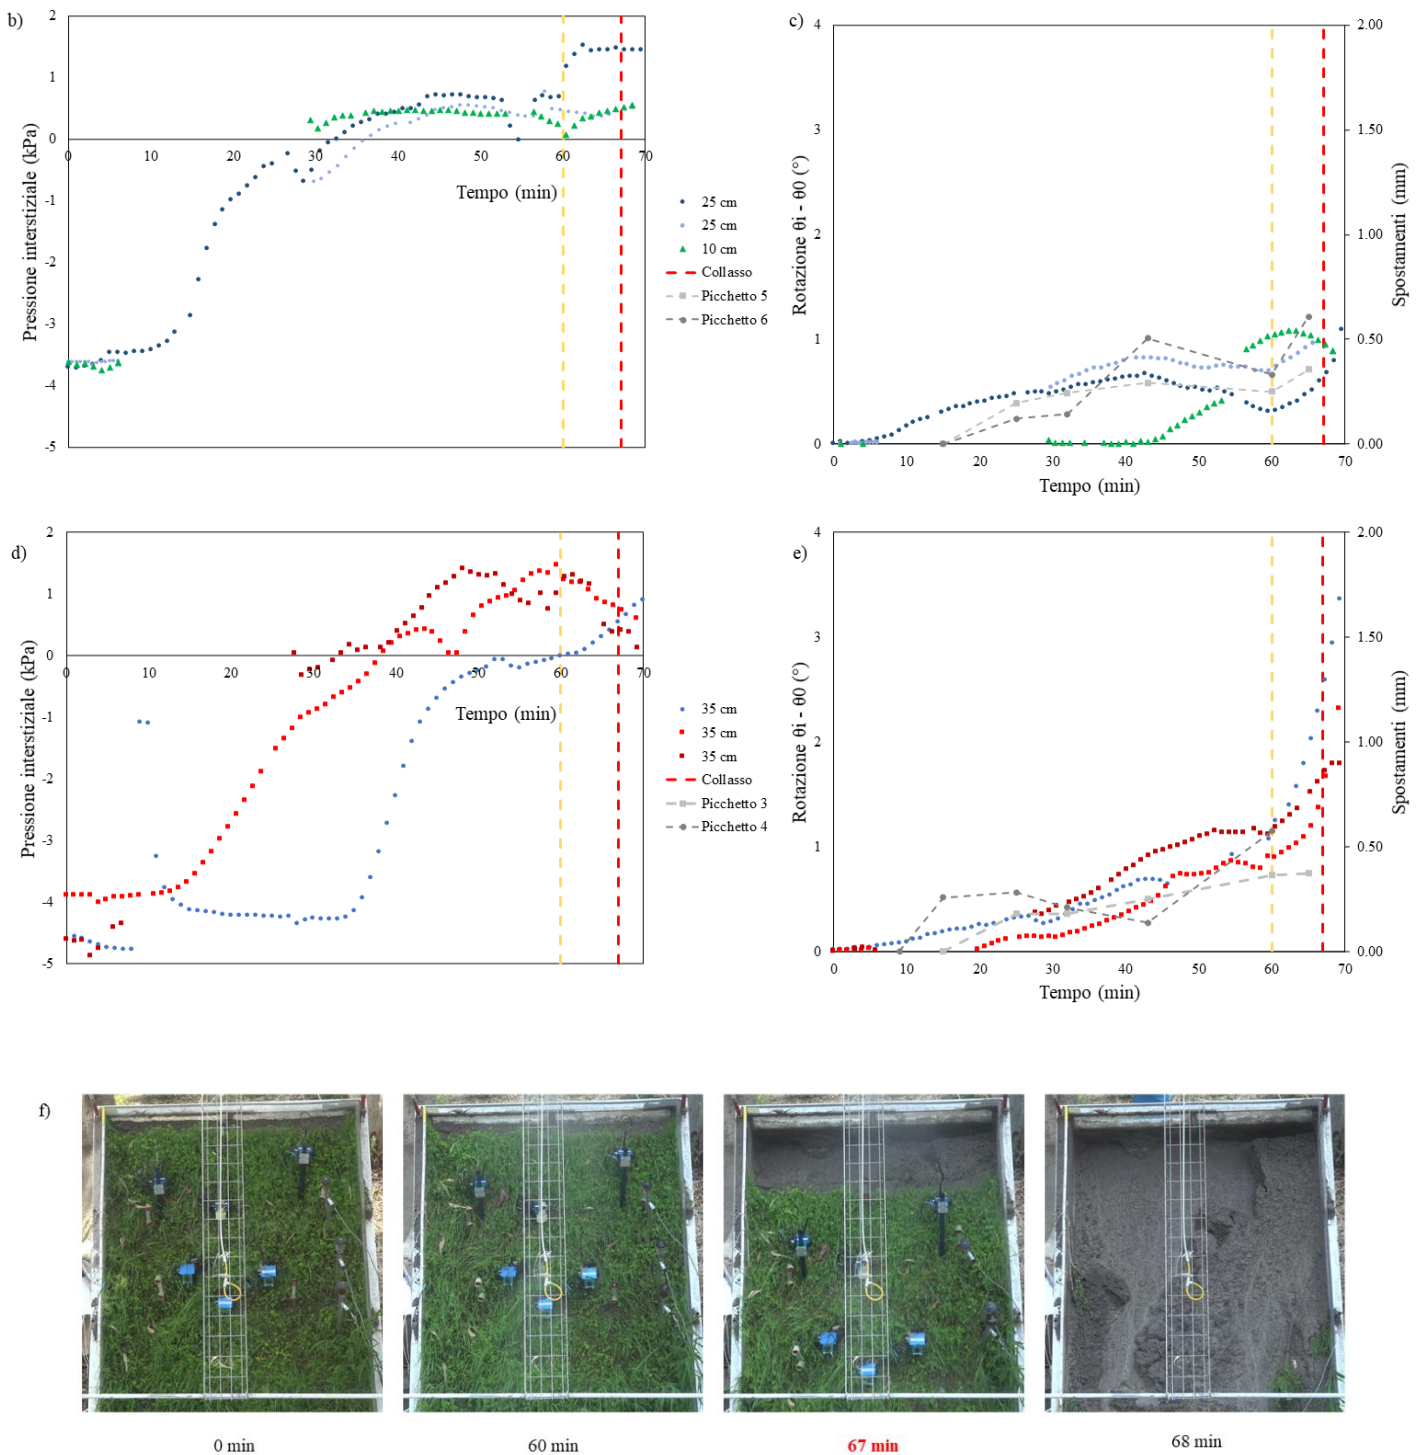 b)
2
1
0
-1
-2
-3
-4
-5
0 10 20 30 40 50 60 70
Pressione interstiziale (kPa)
Tempo (min)
25 cm
25 cm
10 cm
Collasso
Picchetto 5
Picchetto 6
c)
4
3
2
1
0
2.00
1.50
1.00
0.50
0.00
0 10 20 30 40 50 60 70
Rotazione θi - θ0 (°)
Spostamenti (mm)
Tempo (min)
d)
2
1
0
-1
-2
-3
-4
-5
0 10 20 30 40 50 60 70
Pressione interstiziale (kPa)
Tempo (min)
35 cm
35 cm
35 cm
Collasso
Picchetto 3
Picchetto 4
e)
4
3
2
1
0
2.00
1.50
1.00
0.50
0.00
0 10 20 30 40 50 60 70
Rotazione θi - θ0 (°)
Spostamenti (mm)
Tempo (min)
f)
0 min
60 min
67 min
68 min